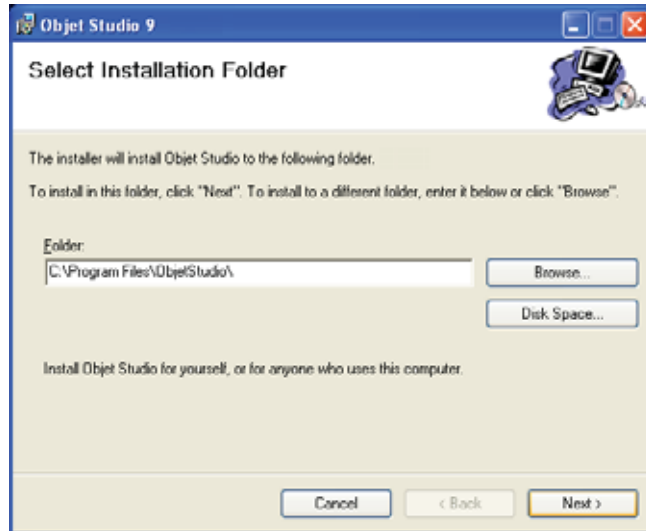 Objet Studio 9
Select Installation Folder
The installer will install Objet Studio to the following folder.
To install in this folder, click "Next". To install to a different folder, enter it below or click "Browse".
Folder:
C:\Program Files\ObjetStudio\
Browse...
Disk Space...
Install Objet Studio for yourself, or for anyone who uses this computer.
Cancel
< Back
Next >